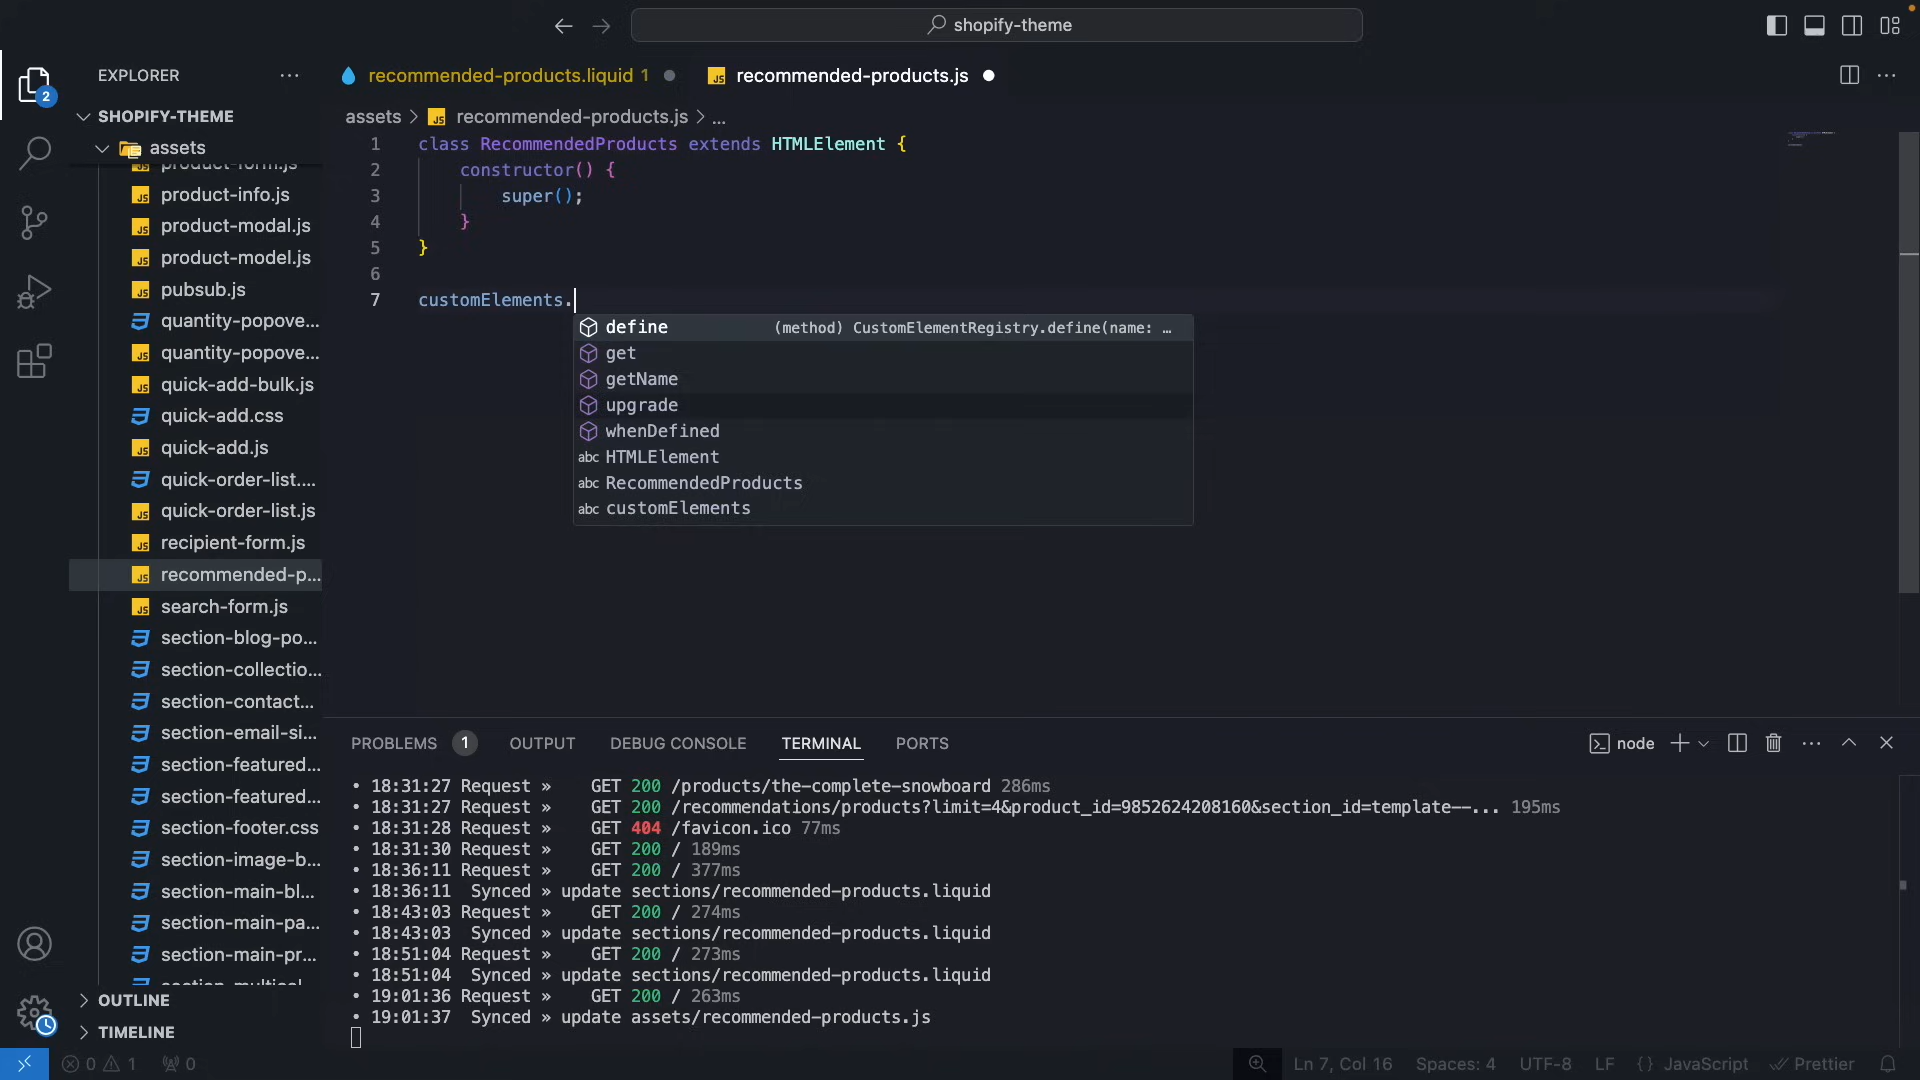 shopify-theme
EXPLORER
recommended-products.liquid 1
recommended-products.js
SHOPIFY-THEME
assets
product-form.js
product-info.js
product-modal.js
product-model.js
pubsub.js
quantity-popove...
quantity-popove...
quick-add-bulk.js
quick-add.css
quick-add.js
quick-order-list....
quick-order-list.js
recipient-form.js
recommended-p...
search-form.js
section-blog-po...
section-collectio...
section-contact...
section-email-si...
section-featured...
section-featured...
section-footer.css
section-image-b...
section-main-bl...
section-main-pa...
section-main-pr...
OUTLINE
TIMELINE
2
assets > recommended-products.js > ...
1 class RecommendedProducts extends HTMLElement {
2 constructor() {
3 super();
4 }
5 }
6
7 customElements.
define (method) CustomElementRegistry.define(name: …
get
getName
upgrade
whenDefined
abc HTMLElement
abc RecommendedProducts
abc customElements
PROBLEMS 1 OUTPUT DEBUG CONSOLE TERMINAL PORTS
node
• 18:31:27 Request » GET 200 /products/the-complete-snowboard 286ms
• 18:31:27 Request » GET 200 /recommendations/products?limit=4&product_id=9852624208160&section_id=template--... 195ms
• 18:31:28 Request » GET 404 /favicon.ico 77ms
• 18:31:30 Request » GET 200 / 189ms
• 18:36:11 Request » GET 200 / 377ms
• 18:36:11 Synced » update sections/recommended-products.liquid
• 18:43:03 Request » GET 200 / 274ms
• 18:43:03 Synced » update sections/recommended-products.liquid
• 18:51:04 Request » GET 200 / 273ms
• 18:51:04 Synced » update sections/recommended-products.liquid
• 19:01:36 Request » GET 200 / 263ms
• 19:01:37 Synced » update assets/recommended-products.js
0 1 0
Ln 7, Col 16 Spaces: 4 UTF-8 LF {} JavaScript Prettier